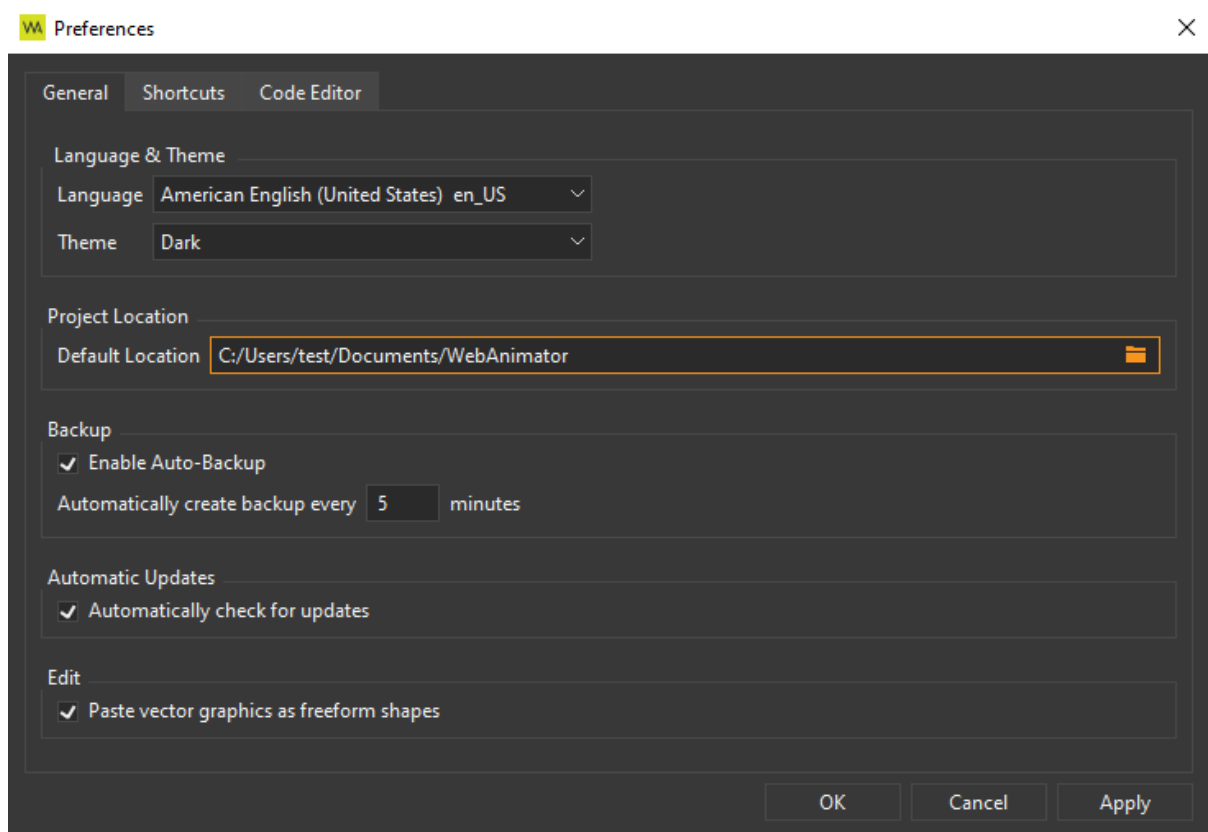 WA Preferences
General Shortcuts Code Editor
Language & Theme
Language American English (United States) en_US
Theme Dark
Project Location
Default Location C:/Users/test/Documents/WebAnimator
Backup
Enable Auto-Backup
Automatically create backup every 5 minutes
Automatic Updates
Automatically check for updates
Edit
Paste vector graphics as freeform shapes
OK Cancel Apply